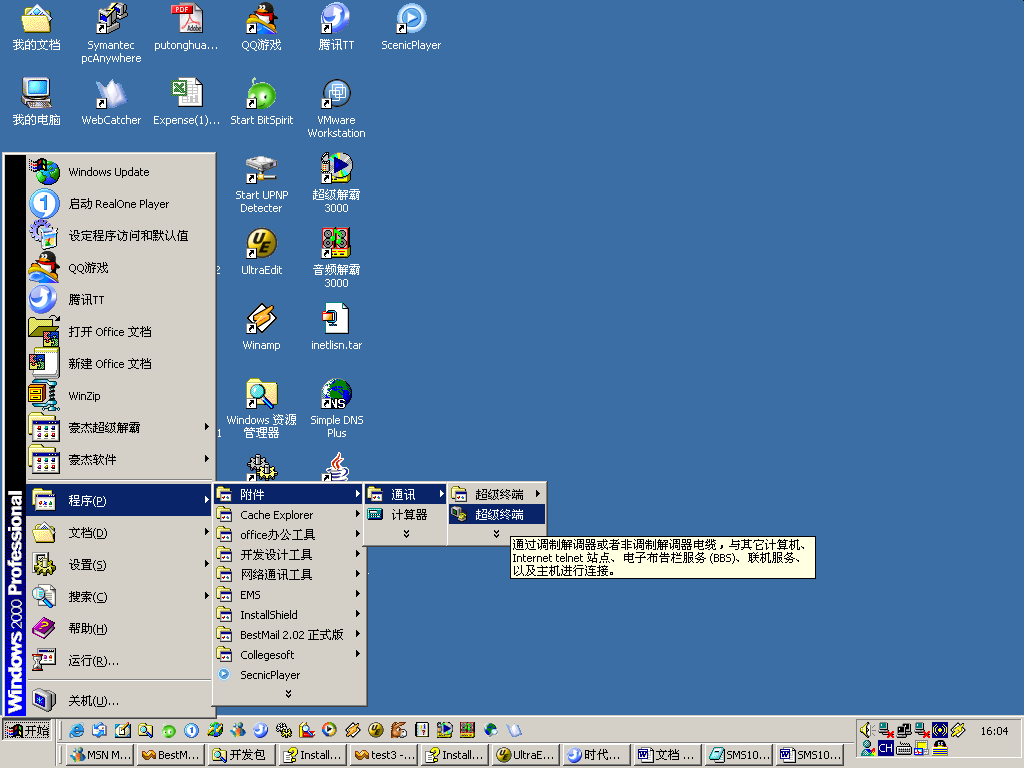 我的文档
Symantec
pcAnywhere
putonghua...
QQ游戏
腾讯TT
ScenicPlayer
我的电脑
WebCatcher
Expense(1)...
Start BitSpirit
VMware
Workstation
Start UPNP
Detecter
超级解霸
3000
UltraEdit
音频解霸
3000
Winamp
inetlisn.tar
Windows 资源
管理器
Simple DNS
Plus
Windows Update
启动 RealOne Player
设定程序访问和默认值
QQ游戏
腾讯TT
打开 Office 文档
新建 Office 文档
WinZip
豪杰超级解霸
豪杰软件
程序(P)
文档(D)
设置(S)
搜索(C)
帮助(H)
运行(R)...
关机(U)...
Windows 2000 Professional
附件
Cache Explorer
office办公工具
开发设计工具
网络通讯工具
EMS
InstallShield
BestMail 2.02 正式版
Collegesoft
SecnicPlayer
通讯
计算器
超级终端
超级终端
通过调制解调器或者非调制解调器电缆，与其它计算机、
Internet telnet 站点、电子布告栏服务 (BBS)、联机服务、
以及主机进行连接。
开始
16:04
CH
MSN M...
BestM...
开发包
Install...
test3 -...
Install...
UltraE...
时代...
文档 ...
SMS10...
SMS10...